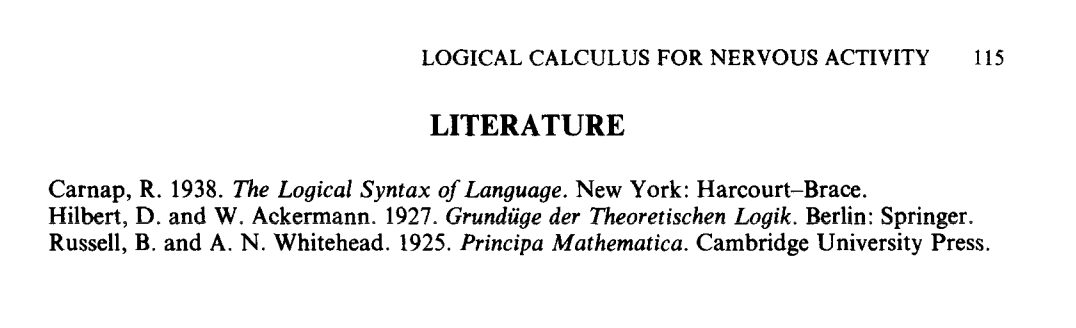 LOGICAL CALCULUS FOR NERVOUS ACTIVITY 115
LITERATURE
Carnap, R. 1938. The Logical Syntax of Language. New York: Harcourt–Brace.
Hilbert, D. and W. Ackermann. 1927. Grundüge der Theoretischen Logik. Berlin: Springer.
Russell, B. and A. N. Whitehead. 1925. Principa Mathematica. Cambridge University Press.